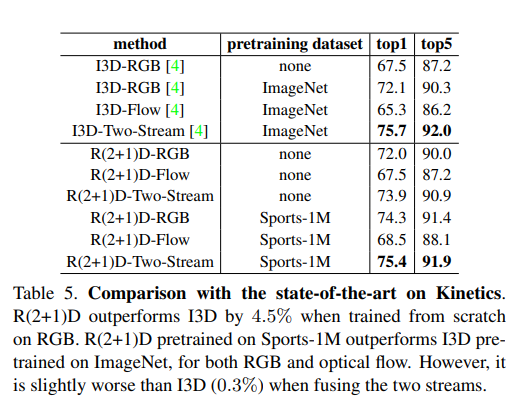 method pretraining dataset top1 top5
I3D-RGB [4] none 67.5 87.2
I3D-RGB [4] ImageNet 72.1 90.3
I3D-Flow [4] ImageNet 65.3 86.2
I3D-Two-Stream [4] ImageNet 75.7 92.0
R(2+1)D-RGB none 72.0 90.0
R(2+1)D-Flow none 67.5 87.2
R(2+1)D-Two-Stream none 73.9 90.9
R(2+1)D-RGB Sports-1M 74.3 91.4
R(2+1)D-Flow Sports-1M 68.5 88.1
R(2+1)D-Two-Stream Sports-1M 75.4 91.9
Table 5. Comparison with the state-of-the-art on Kinetics.
R(2+1)D outperforms I3D by 4.5% when trained from scratch
on RGB. R(2+1)D pretrained on Sports-1M outperforms I3D pre-
trained on ImageNet, for both RGB and optical flow. However, it
is slightly worse than I3D (0.3%) when fusing the two streams.